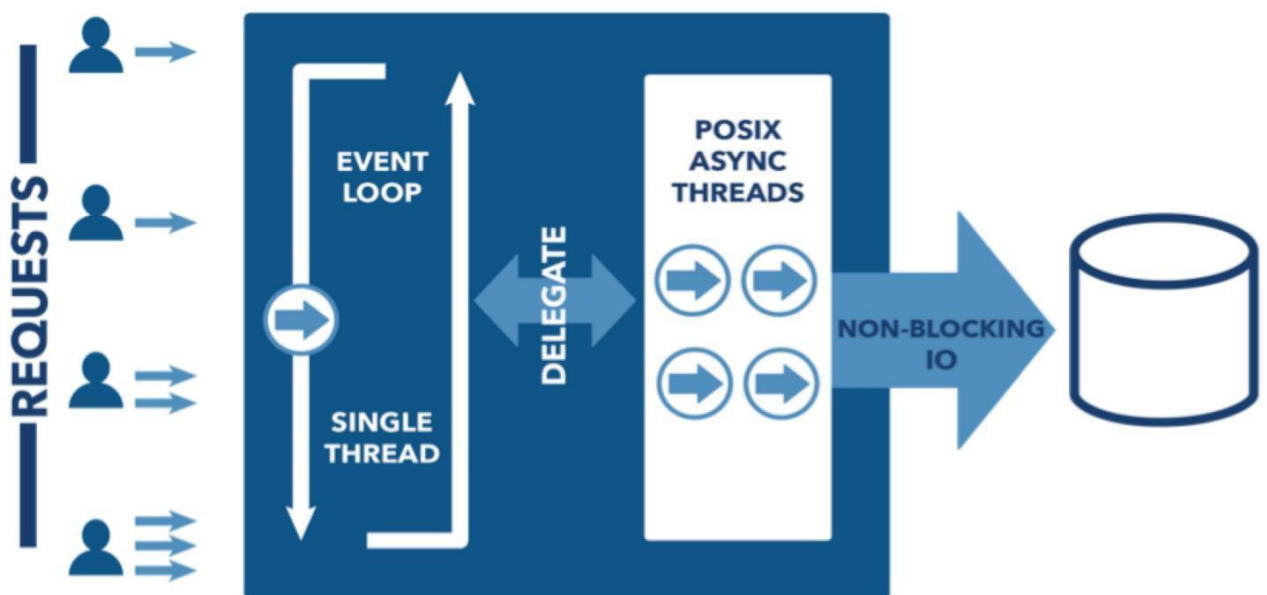 REQUESTS
EVENT
LOOP
SINGLE
THREAD
DELEGATE
POSIX
ASYNC
THREADS
NON-BLOCKING
IO